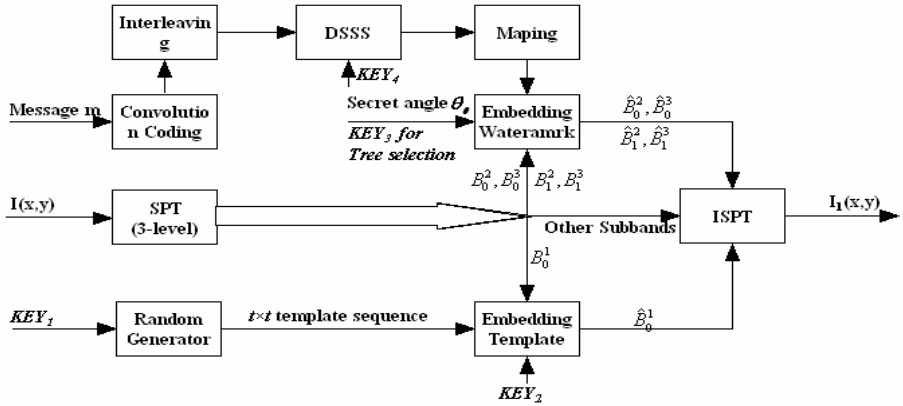 Interleavin
g
DSSS
Maping
KEY₄
Message m
Convolutio
n Coding
Secret angle θₑ
KEY₃ for
Tree selection
Embedding
Wateramrk
B̂₀², B̂₀³
B̂₁², B̂₁³
B₀², B₀³ B₁², B₁³
I(x,y)
SPT
(3-level)
Other Subbands
ISPT
I₁(x,y)
B₀¹
KEY₁
Random
Generator
t×t template sequence
Embedding
Template
B̂₀¹
KEY₂